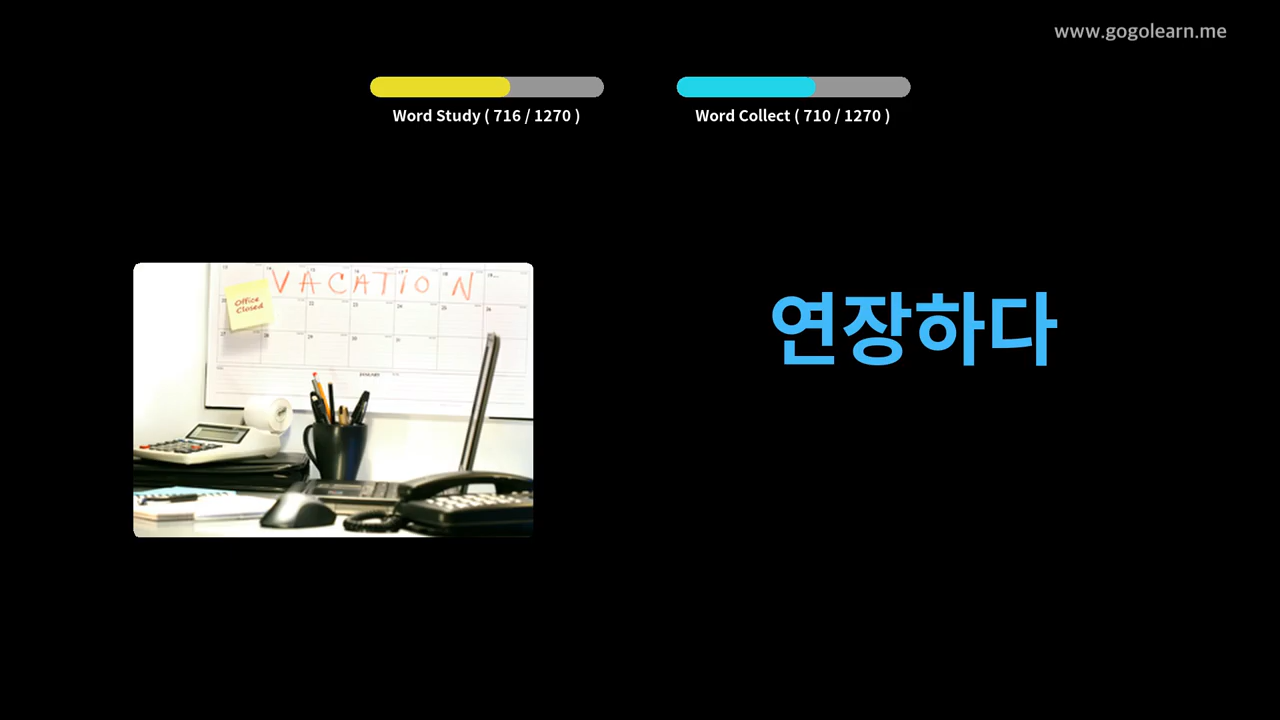 www.gogolearn.me
Word Study ( 716 / 1270 )
Word Collect ( 710 / 1270 )
VACATION
Office
Closed
연장하다